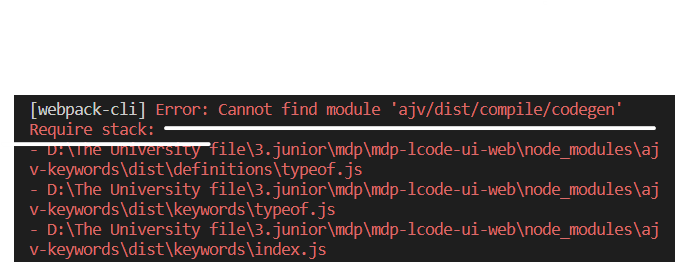 [webpack-cli] Error: Cannot find module 'ajv/dist/compile/codegen'
Require stack:
- D:\The University file\3.junior\mdp\mdp-lcode-ui-web\node_modules\aj
v-keywords\dist\definitions\typeof.js
- D:\The University file\3.junior\mdp\mdp-lcode-ui-web\node_modules\aj
v-keywords\dist\keywords\typeof.js
- D:\The University file\3.junior\mdp\mdp-lcode-ui-web\node_modules\aj
v-keywords\dist\keywords\index.js